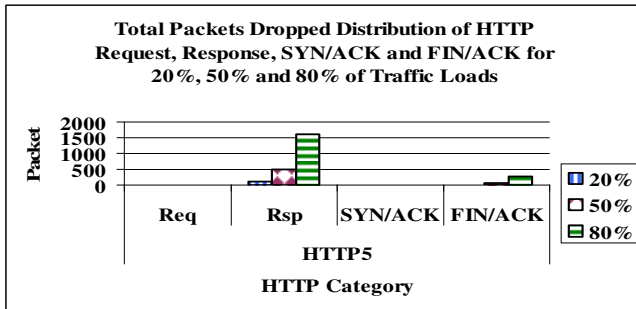 Total Packets Dropped Distribution of HTTP
Request, Response, SYN/ACK and FIN/ACK for
20%, 50% and 80% of Traffic Loads
Packet
2000
1500
1000
500
0
Req Rsp SYN/ACK FIN/ACK
HTTP5
HTTP Category
20%
50%
80%